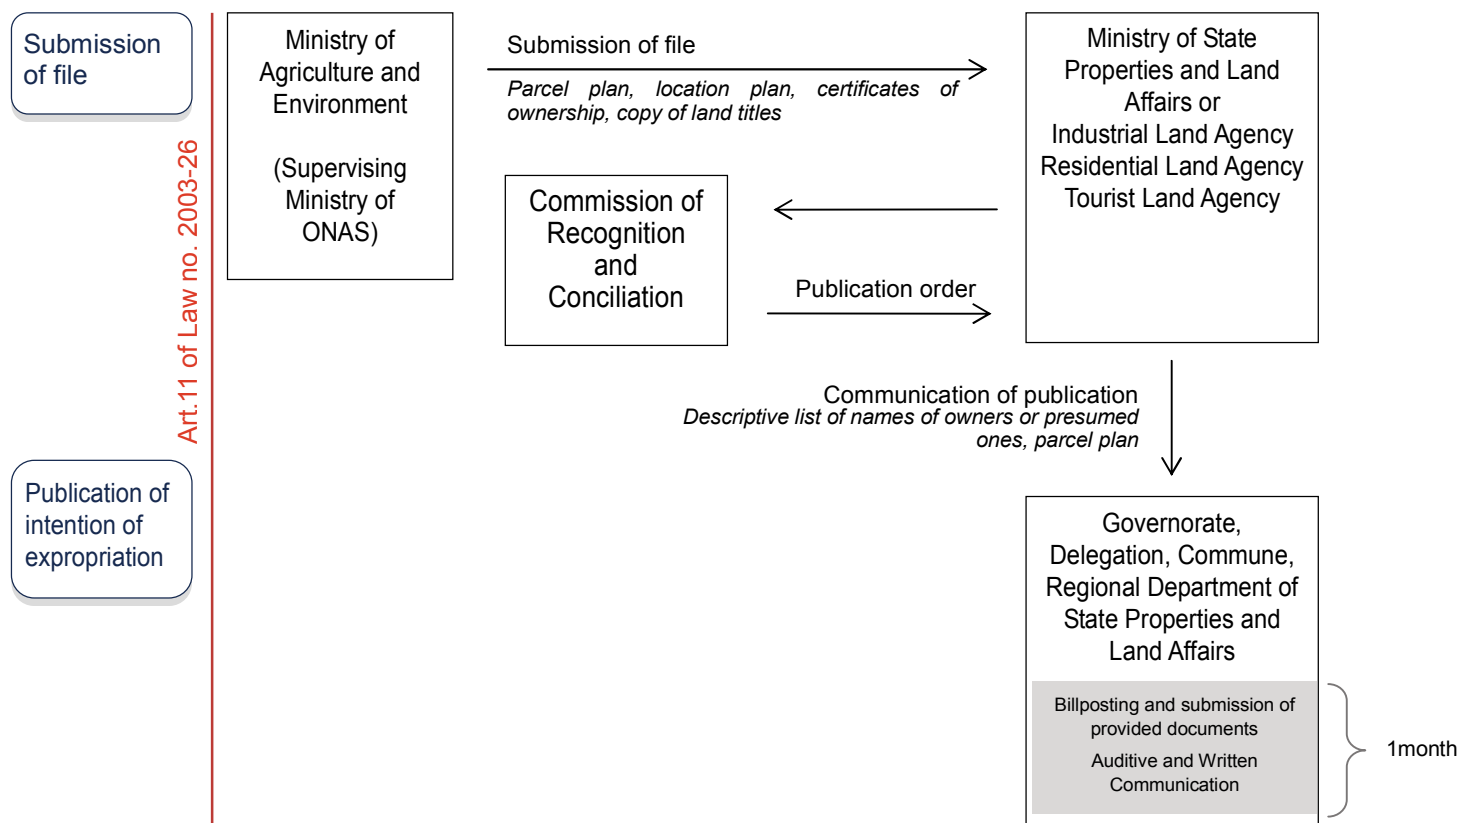 Submission
of file
Art.11 of Law no. 2003-26
Ministry of
Agriculture and
Environment
(Supervising
Ministry of
ONAS)
Submission of file
Parcel plan, location plan, certificates of
ownership, copy of land titles
Ministry of State
Properties and Land
Affairs or
Industrial Land Agency
Residential Land Agency
Tourist Land Agency
Commission of
Recognition
and
Conciliation
Publication order
Communication of publication
Descriptive list of names of owners or presumed
ones, parcel plan
Publication of
intention of
expropriation
Governorate,
Delegation, Commune,
Regional Department of
State Properties and
Land Affairs
Billposting and submission of
provided documents
Auditive and Written
Communication
1month